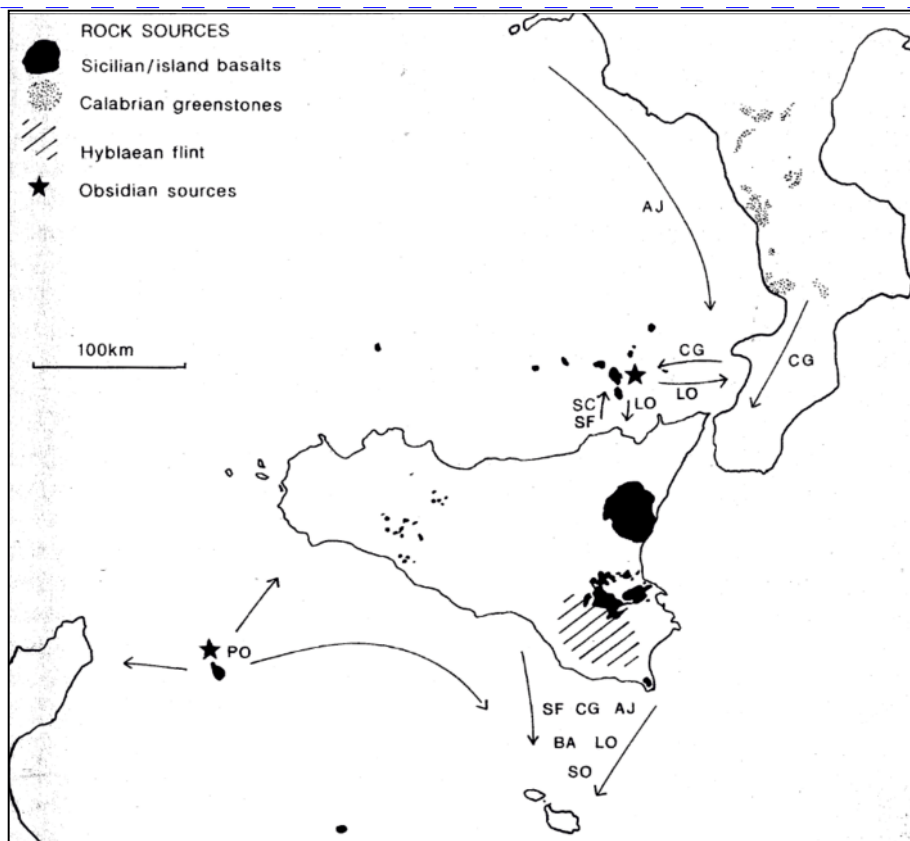 ROCK SOURCES
Sicilian/island basalts
Calabrian greenstones
Hyblaean flint
Obsidian sources
AJ
100km
CG
CG
LO
LO
SC
SF
PO
SF CG AJ
BA LO
SO